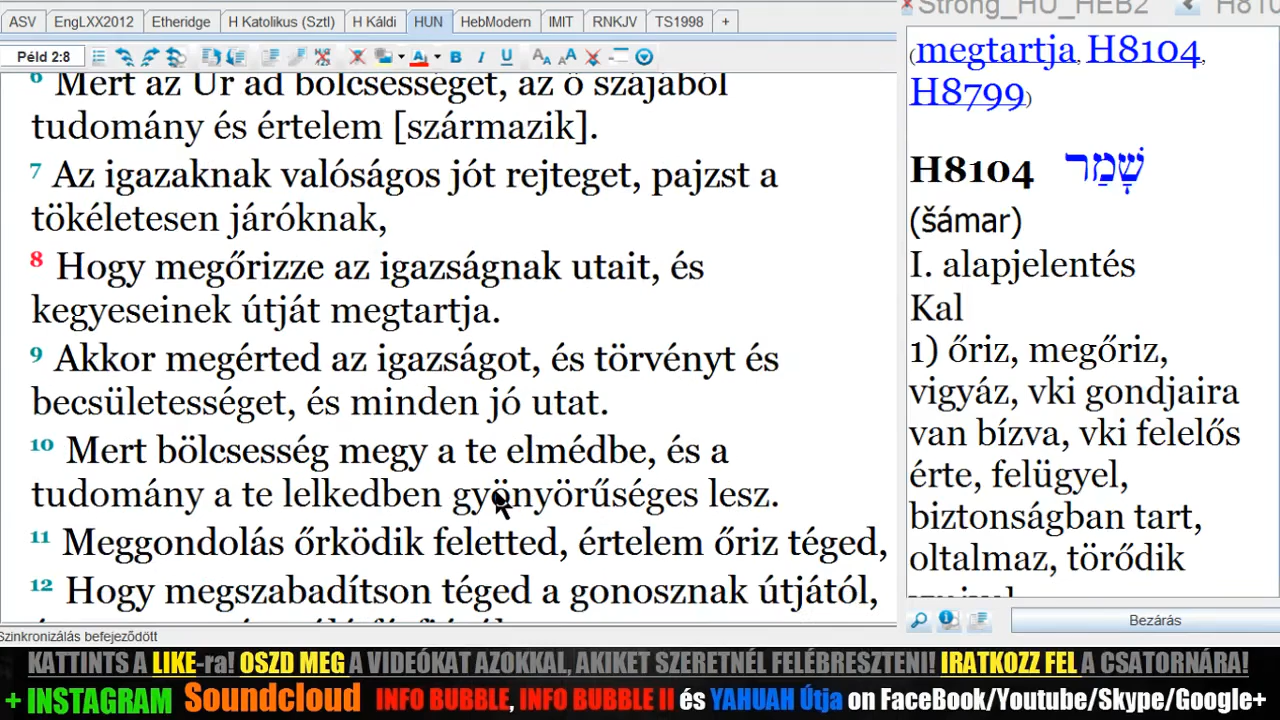 ASV EngLXX2012 Etheridge H Katolikus (Sztl) H Káldi HUN HebModern IMIT RNKJV TS1998 +
Strong_HU_HEB2
Péld 2:8
6 Mert az Úr ad bölcsességet, az ő szájából
tudomány és értelem [származik].
7 Az igazaknak valóságos jót rejteget, pajzst a
tökéletesen járóknak,
8 Hogy megőrizze az igazságnak utait, és
kegyeseinek útját megtartja.
9 Akkor megérted az igazságot, és törvényt és
becsületességet, és minden jó utat.
10 Mert bölcsesség megy a te elmédbe, és a
tudomány a te lelkedben gyönyörűséges lesz.
11 Meggondolás őrködik feletted, értelem őriz téged,
12 Hogy megszabadítson téged a gonosznak útjától,
(megtartja, H8104,
H8799)
H8104 שָׁמַר
(šámar)
I. alapjelentés
Kal
1) őriz, megőriz,
vigyáz, vki gondjaira
van bízva, vki felelős
érte, felügyel,
biztonságban tart,
oltalmaz, törődik
Bezárás
Szinkronizálás befejeződött
KATTINTS A LIKE-ra! OSZD MEG A VIDEÓKAT AZOKKAL, AKIKET SZERETNÉL FELÉBRESZTENI! IRATKOZZ FEL A CSATORNÁRA!
+ INSTAGRAM Soundcloud INFO BUBBLE, INFO BUBBLE II és YAHUAH Útja on FaceBook/Youtube/Skype/Google+